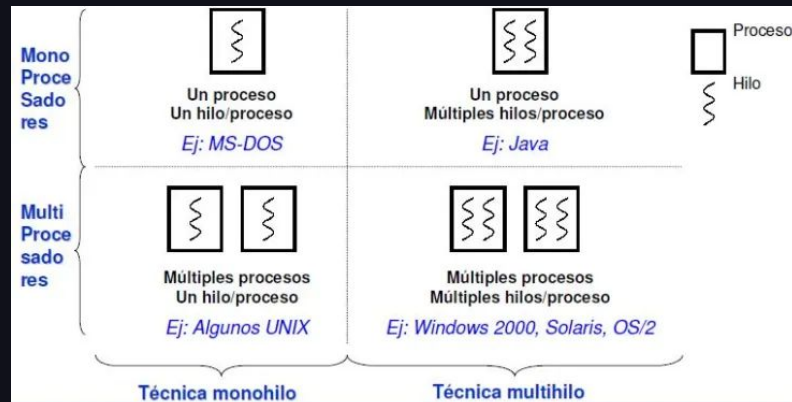 Mono
Proce
Sado
res
Un proceso
Un hilo/proceso
Ej: MS-DOS
Un proceso
Múltiples hilos/proceso
Ej: Java
Proceso
Hilo
Multi
Proce
sado
res
Múltiples procesos
Un hilo/proceso
Ej: Algunos UNIX
Múltiples procesos
Múltiples hilos/proceso
Ej: Windows 2000, Solaris, OS/2
Técnica monohilo
Técnica multihilo